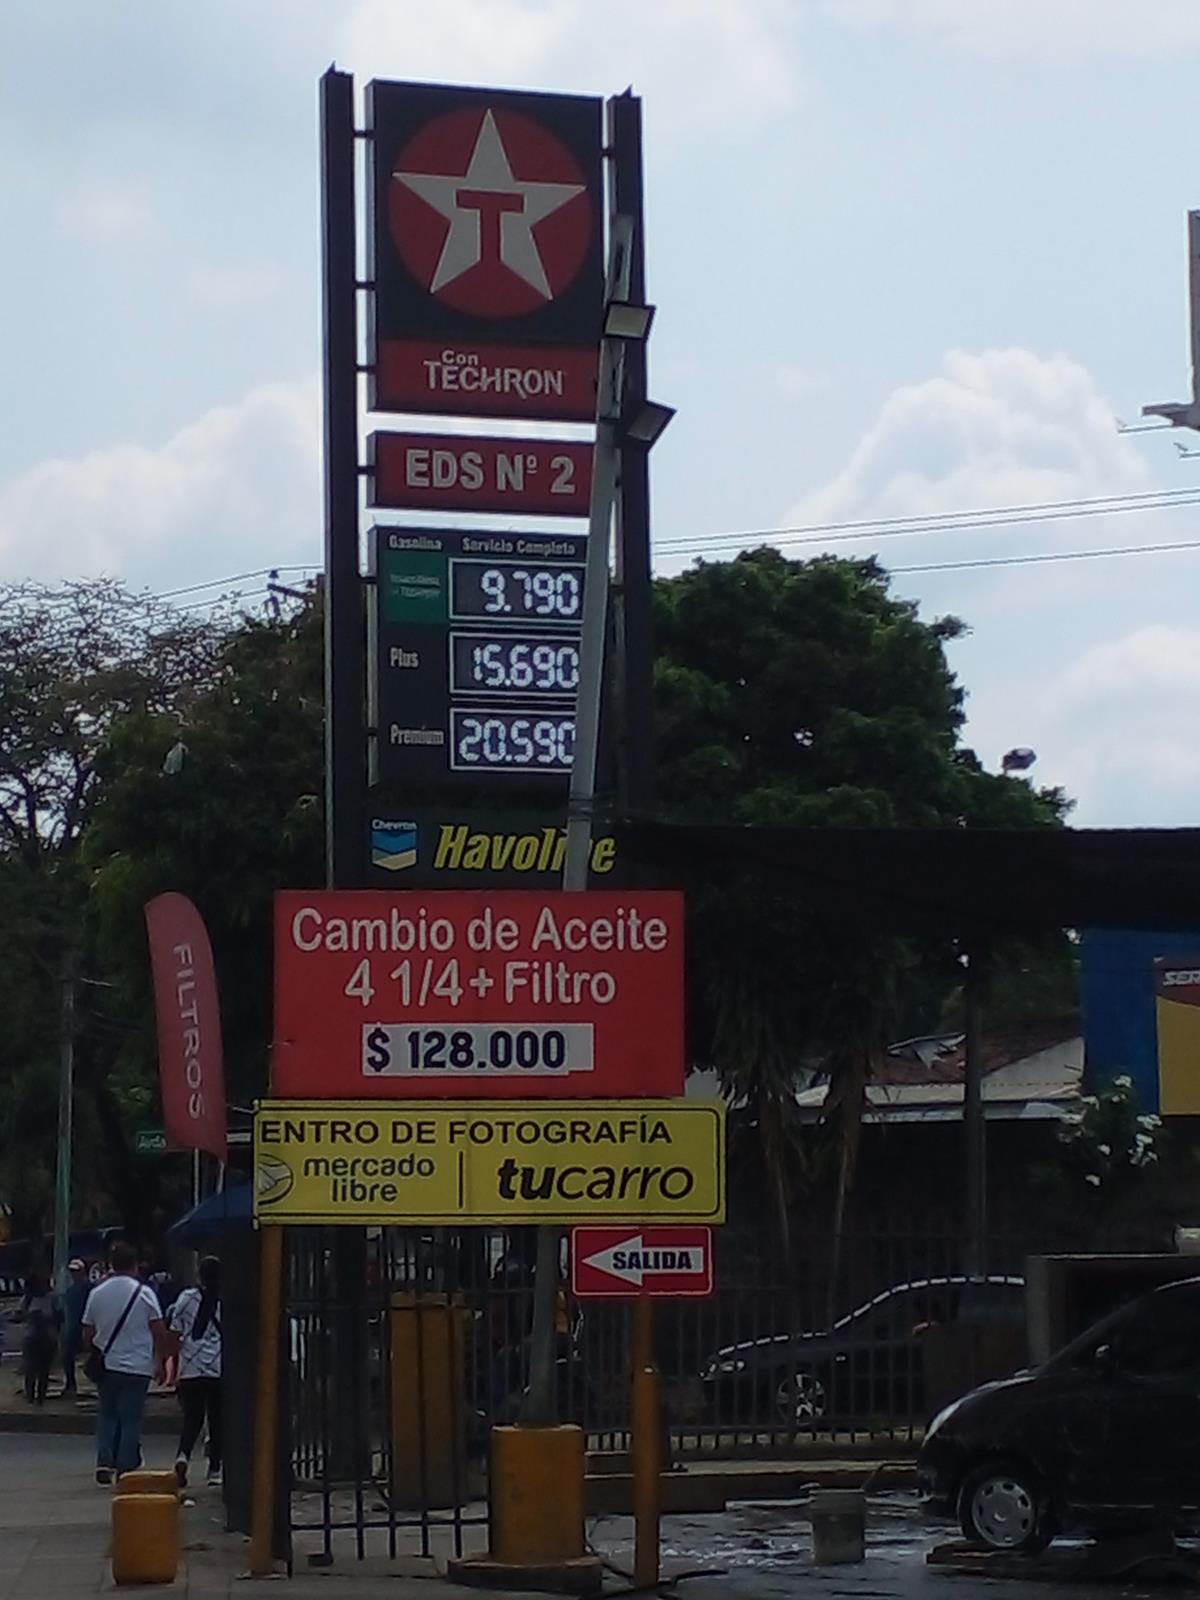 T
Con
TECHRON
EDS Nº 2
Gasolina Servicio Completo
9.790
Plus 15.690
Premium 20.590
Chevron
Havoline
Cambio de Aceite
4 1/4 + Filtro
$ 128.000
FILTROS
ENTRO DE FOTOGRAFÍA
mercado
libre
tucarro
SALIDA